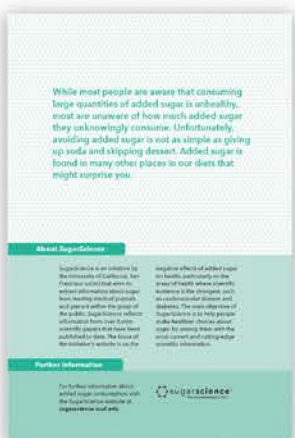 While most people are aware that consuming
large quantities of added sugar is unhealthy,
most are unaware of how much added sugar
they unknowingly consume. Unfortunately,
avoiding added sugar is not as simple as giving
up soda and skipping dessert. Added sugar is
found in many other places in our diets that
might surprise you.
About SugarScience
SugarScience is an initiative by
the University of California, San
Francisco (UCSF) that aims to
extract information about sugar
from leading medical journals
and place it within the grasp of
the public. SugarScience reflects
information from over
scientific papers that have been
published to date. The focus of
the initiative's website is on the
negative effects of added sugar
on health, particularly on the
areas of health where scientific
evidence is the strongest, such
as cardiovascular disease and
diabetes. The main objective of
SugarScience is to help people
make healthier choices about
sugar by arming them with the
most current and cutting-edge
scientific information.
Further Information
For further information about
added sugar consumption, visit
the SugarScience website at
sugarscience.ucsf.edu.
sugarscience